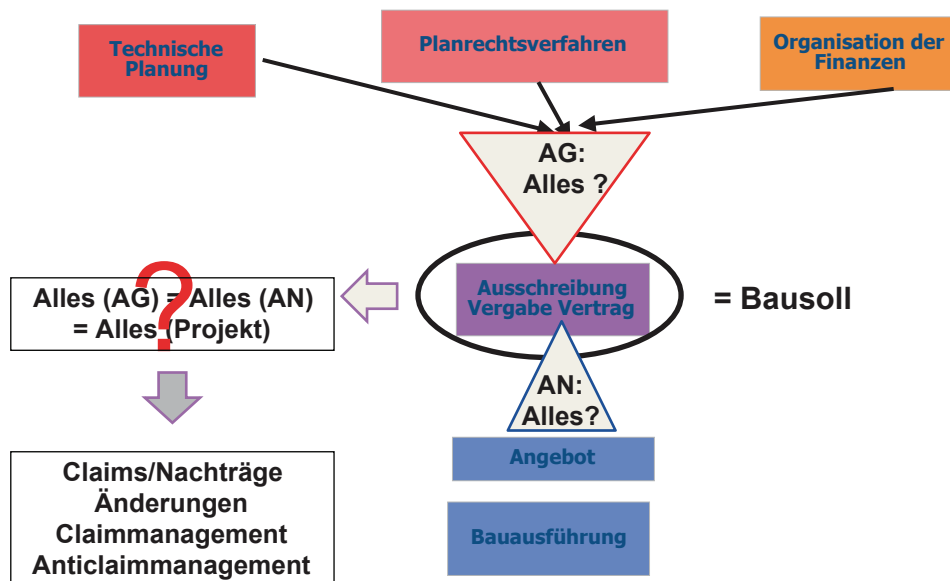 Technische
Planung
Planrechtsverfahren
Organisation der
Finanzen
AG:
Alles ?
Ausschreibung
Vergabe Vertrag
= Bausoll
?
Alles (AG) = Alles (AN)
= Alles (Projekt)
AN:
Alles?
Angebot
Claims/Nachträge
Änderungen
Claimmanagement
Anticlaimmanagement
Bauausführung